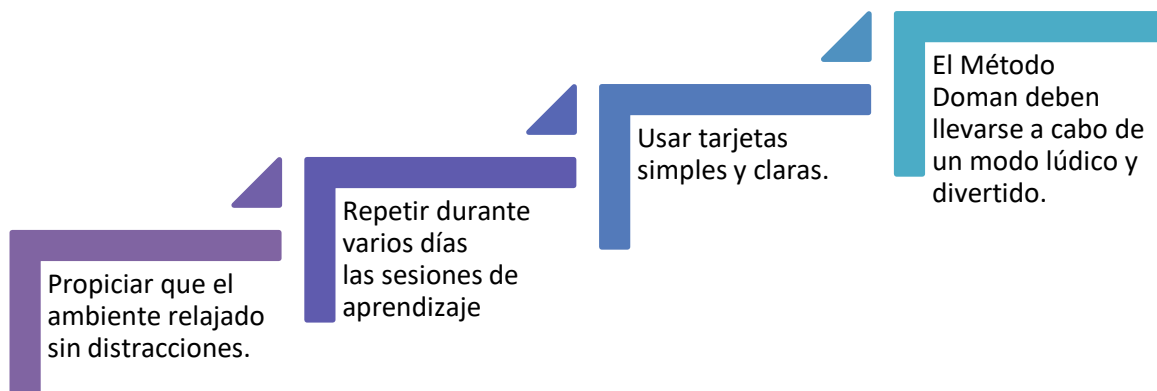 Propiciar que el
ambiente relajado
sin distracciones.
Repetir durante
varios días
las sesiones de
aprendizaje
Usar tarjetas
simples y claras.
El Método
Doman deben
llevarse a cabo de
un modo lúdico y
divertido.